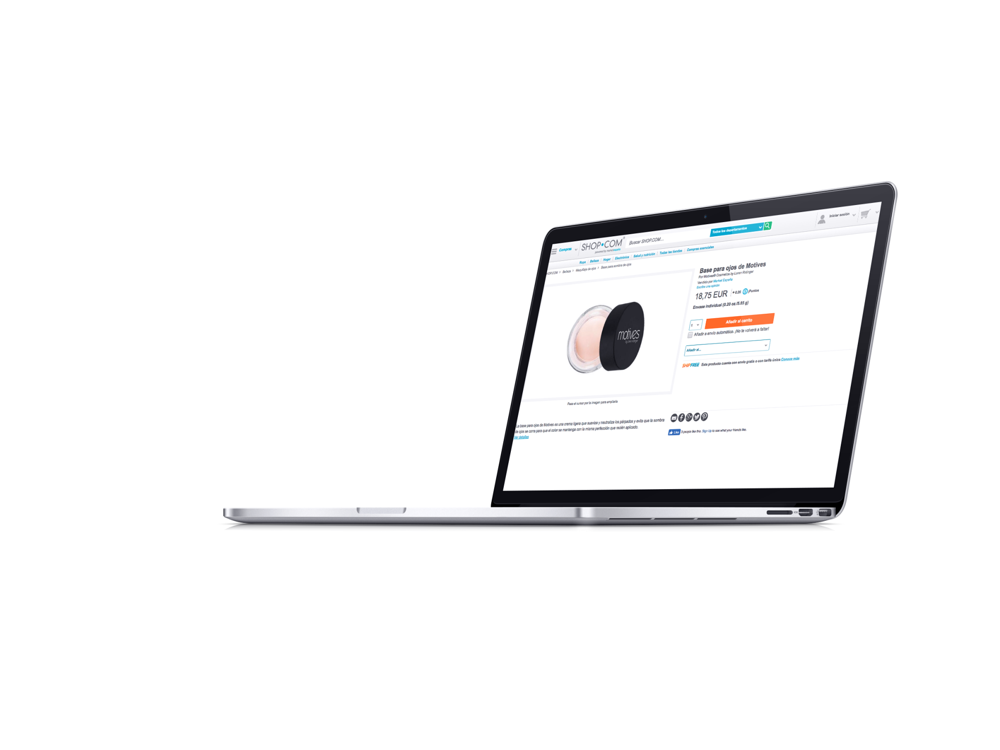 Compras
SHOP•COM®
powered by marketespaña
Buscar SHOP.COM...
Todos los departamentos
Iniciar sesión
Ropa | Belleza | Hogar | Electrónica | Salud y nutrición | Todas las tiendas | Compras esenciales
HOP.COM > Belleza > Maquillaje de ojos > Base para sombra de ojos
motives
by loren ridinger
Pasa el cursor por la imagen para ampliarla
La base para ojos de Motives es una crema ligera que suaviza y neutraliza los párpados y evita que la sombra
de ojos se corra para que el color se mantenga con la misma perfección que recién aplicado.
Ver detalles
Base para ojos de Motives
Por Motives® Cosmetics by Loren Ridinger
Vendido por Market España
Escribe una opinión
18,75 EUR + 0.26 $ ¡Puntos
Envase individual (0.20 oz./5.85 g)
1
Añadir al carrito
Añadir a envío automático. ¡No te volverá a faltar!
Añadir al...
SHIPFREE Este producto cuenta con envío gratis o con tarifa única Conoce más
Like 3 people like this. Sign Up to see what your friends like.